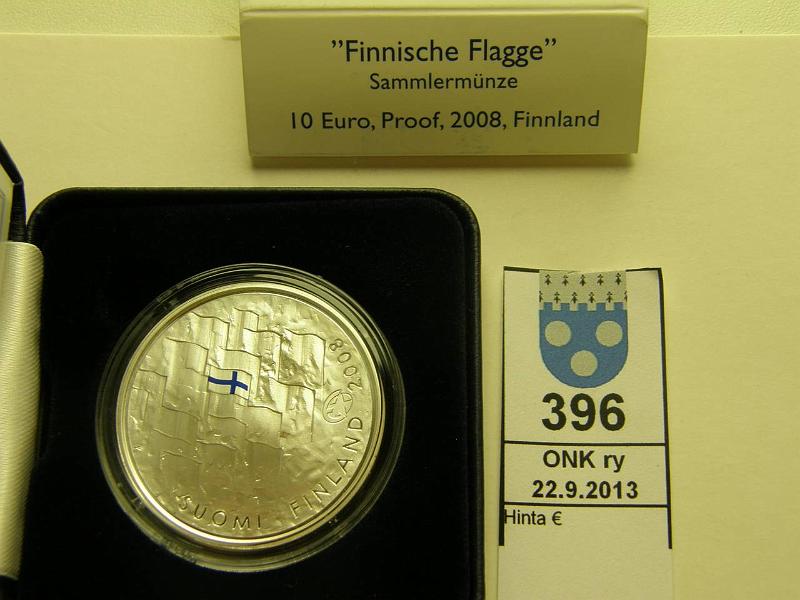 "Finnische Flagge"
Sammlermünze
10 Euro, Proof, 2008, Finnland
SUOMI FINLAND 2008
396
ONK ry
22.9.2013
Hinta €